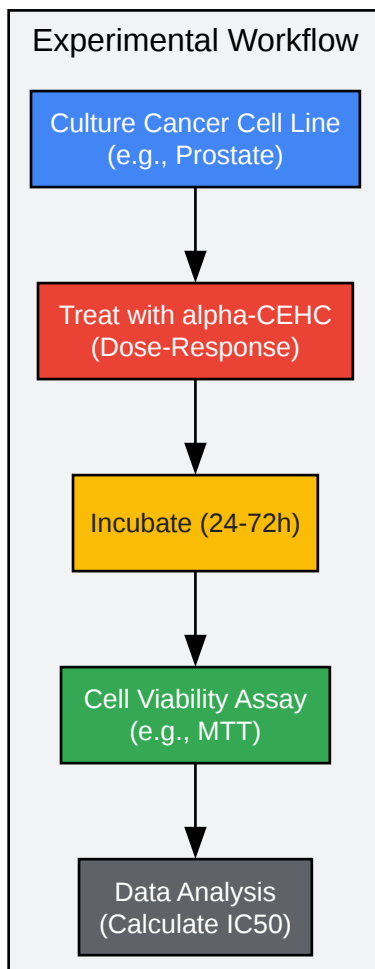 Experimental Workflow
Culture Cancer Cell Line
(e.g., Prostate)
Treat with alpha-CEHC
(Dose-Response)
Incubate (24-72h)
Cell Viability Assay
(e.g., MTT)
Data Analysis
(Calculate IC50)